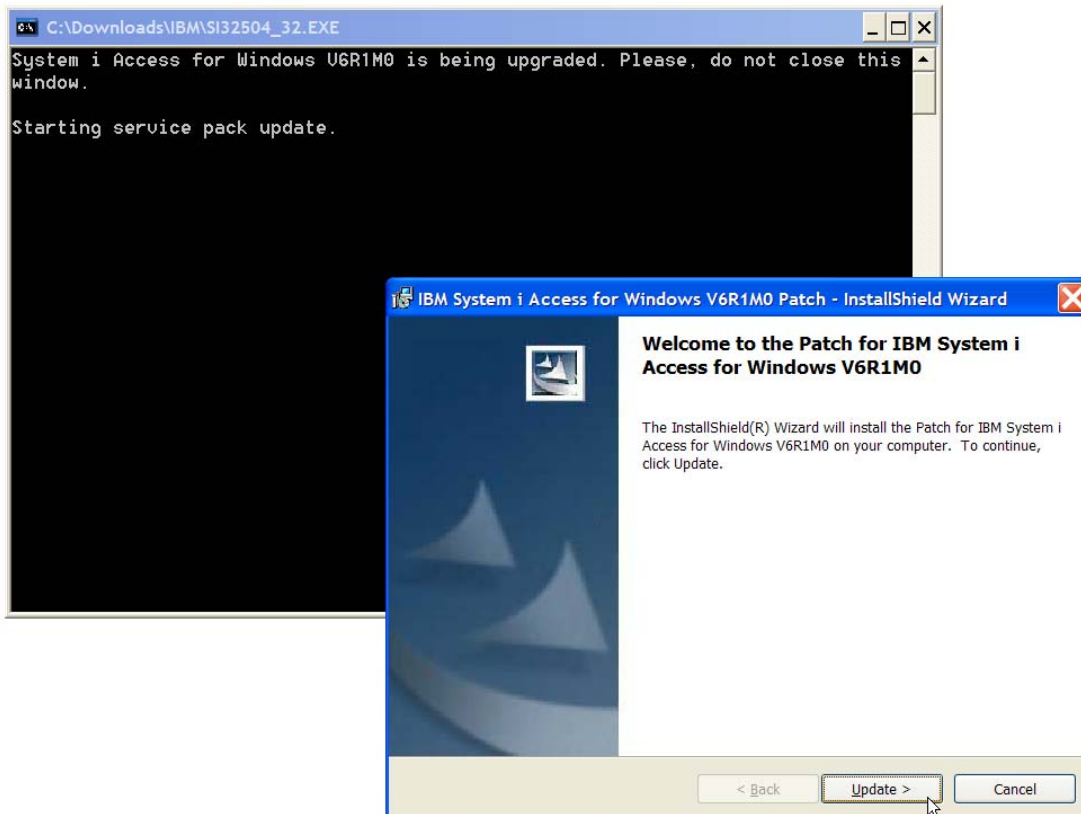 C:\Downloads\IBM\SI32504_32.EXE
System i Access for Windows V6R1M0 is being upgraded. Please, do not close this
window.
Starting service pack update.
IBM System i Access for Windows V6R1M0 Patch - InstallShield Wizard
Welcome to the Patch for IBM System i
Access for Windows V6R1M0
The InstallShield(R) Wizard will install the Patch for IBM System i
Access for Windows V6R1M0 on your computer. To continue,
click Update.
< Back
Update >
Cancel